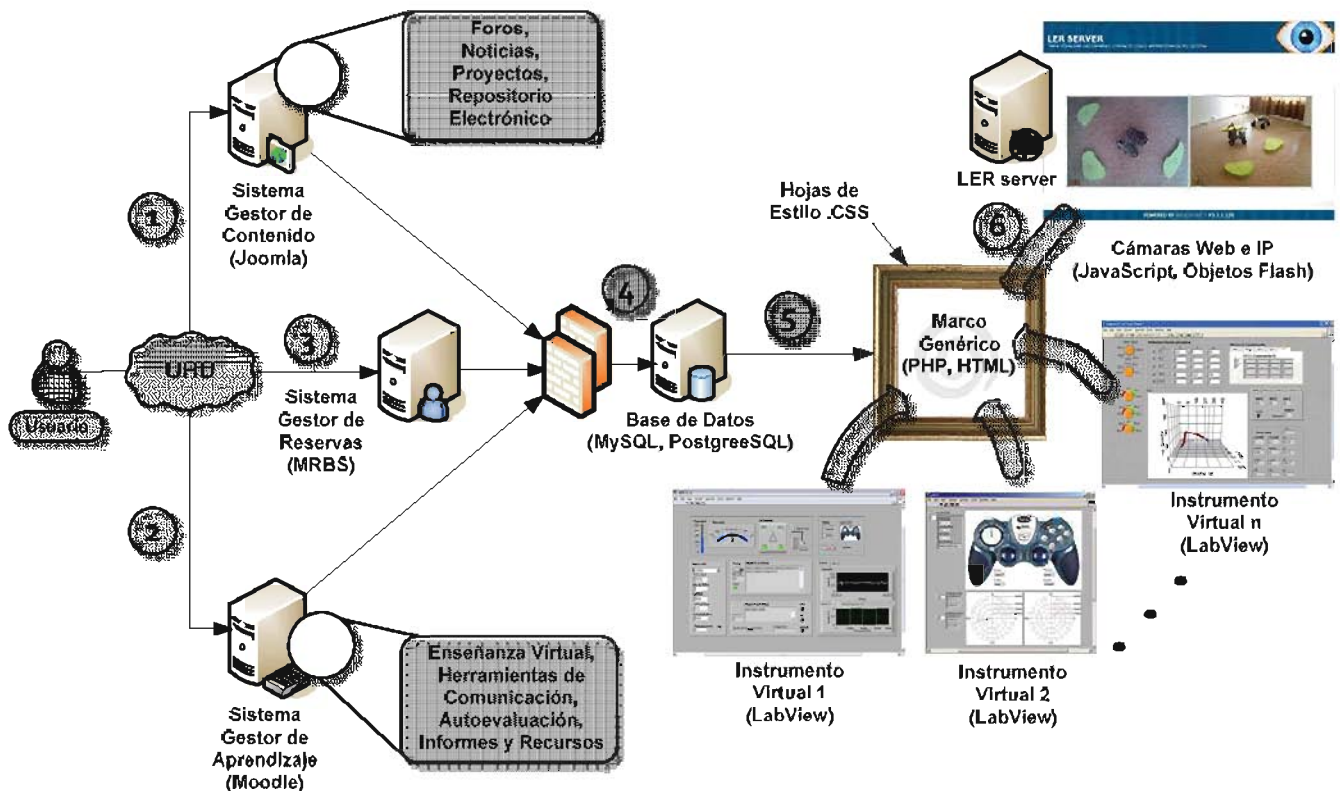 Foros,
Noticias,
Proyectos,
Repositorio
Electrónico
LER SERVER
LER server
Hojas de
Estilo .CSS
Sistema
Gestor de
Contenido
(Joomla)
1
6
Cámaras Web e IP
(JavaScript, Objetos Flash)
4
3
5
Marco
Genérico
(PHP, HTML)
URU
Usuario
Sistema
Gestor de
Reservas
(MRBS)
Base de Datos
(MySQL, PostgreeSQL)
2
Instrumento
Virtual n
(LabView)
Instrumento
Virtual 1
(LabView)
Instrumento
Virtual 2
(LabView)
Sistema
Gestor de
Aprendizaje
(Moodle)
Enseñanza Virtual,
Herramientas de
Comunicación,
Autoevaluación,
Informes y Recursos